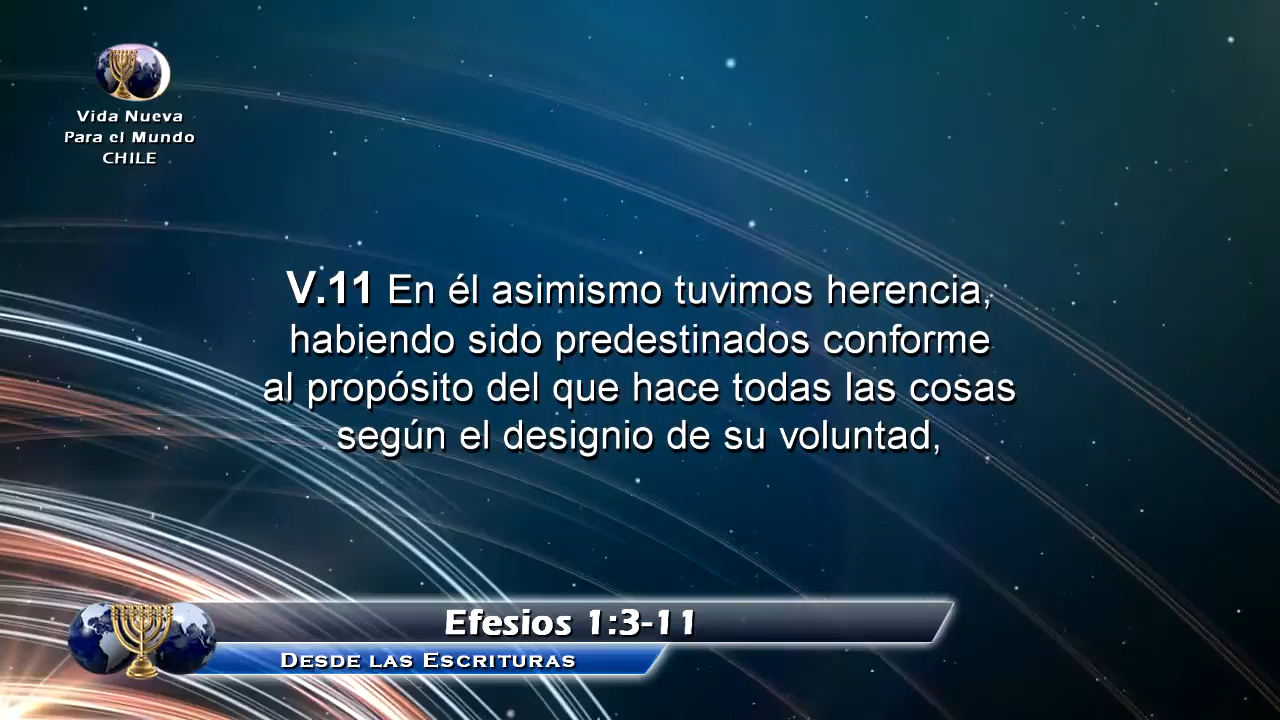 Vida Nueva
Para el Mundo
CHILE
V.11 En él asimismo tuvimos herencia,
habiendo sido predestinados conforme
al propósito del que hace todas las cosas
según el designio de su voluntad,
Efesios 1:3-11
Desde las Escrituras